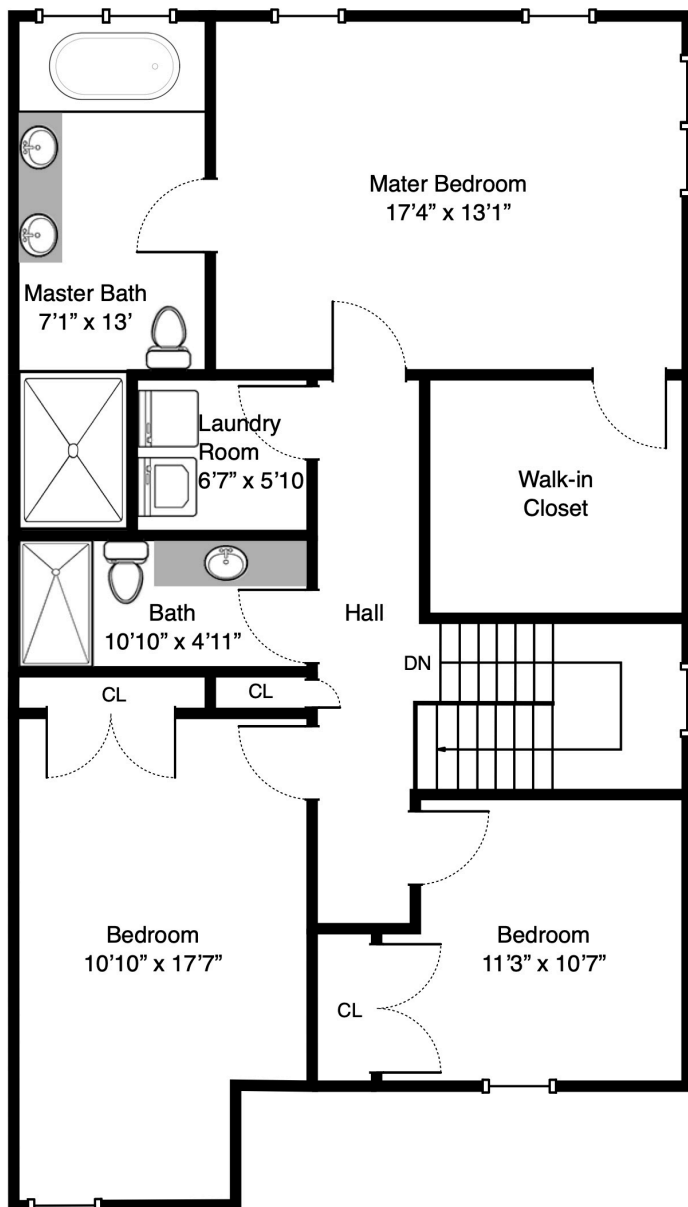 Mater Bedroom
17’4” x 13’1”
Master Bath
7’1” x 13’
Laundry
Room
6’7” x 5’10
Walk-in
Closet
Bath
10’10” x 4’11”
Hall
DN
CL
CL
Bedroom
10’10” x 17’7”
Bedroom
11’3” x 10’7”
CL